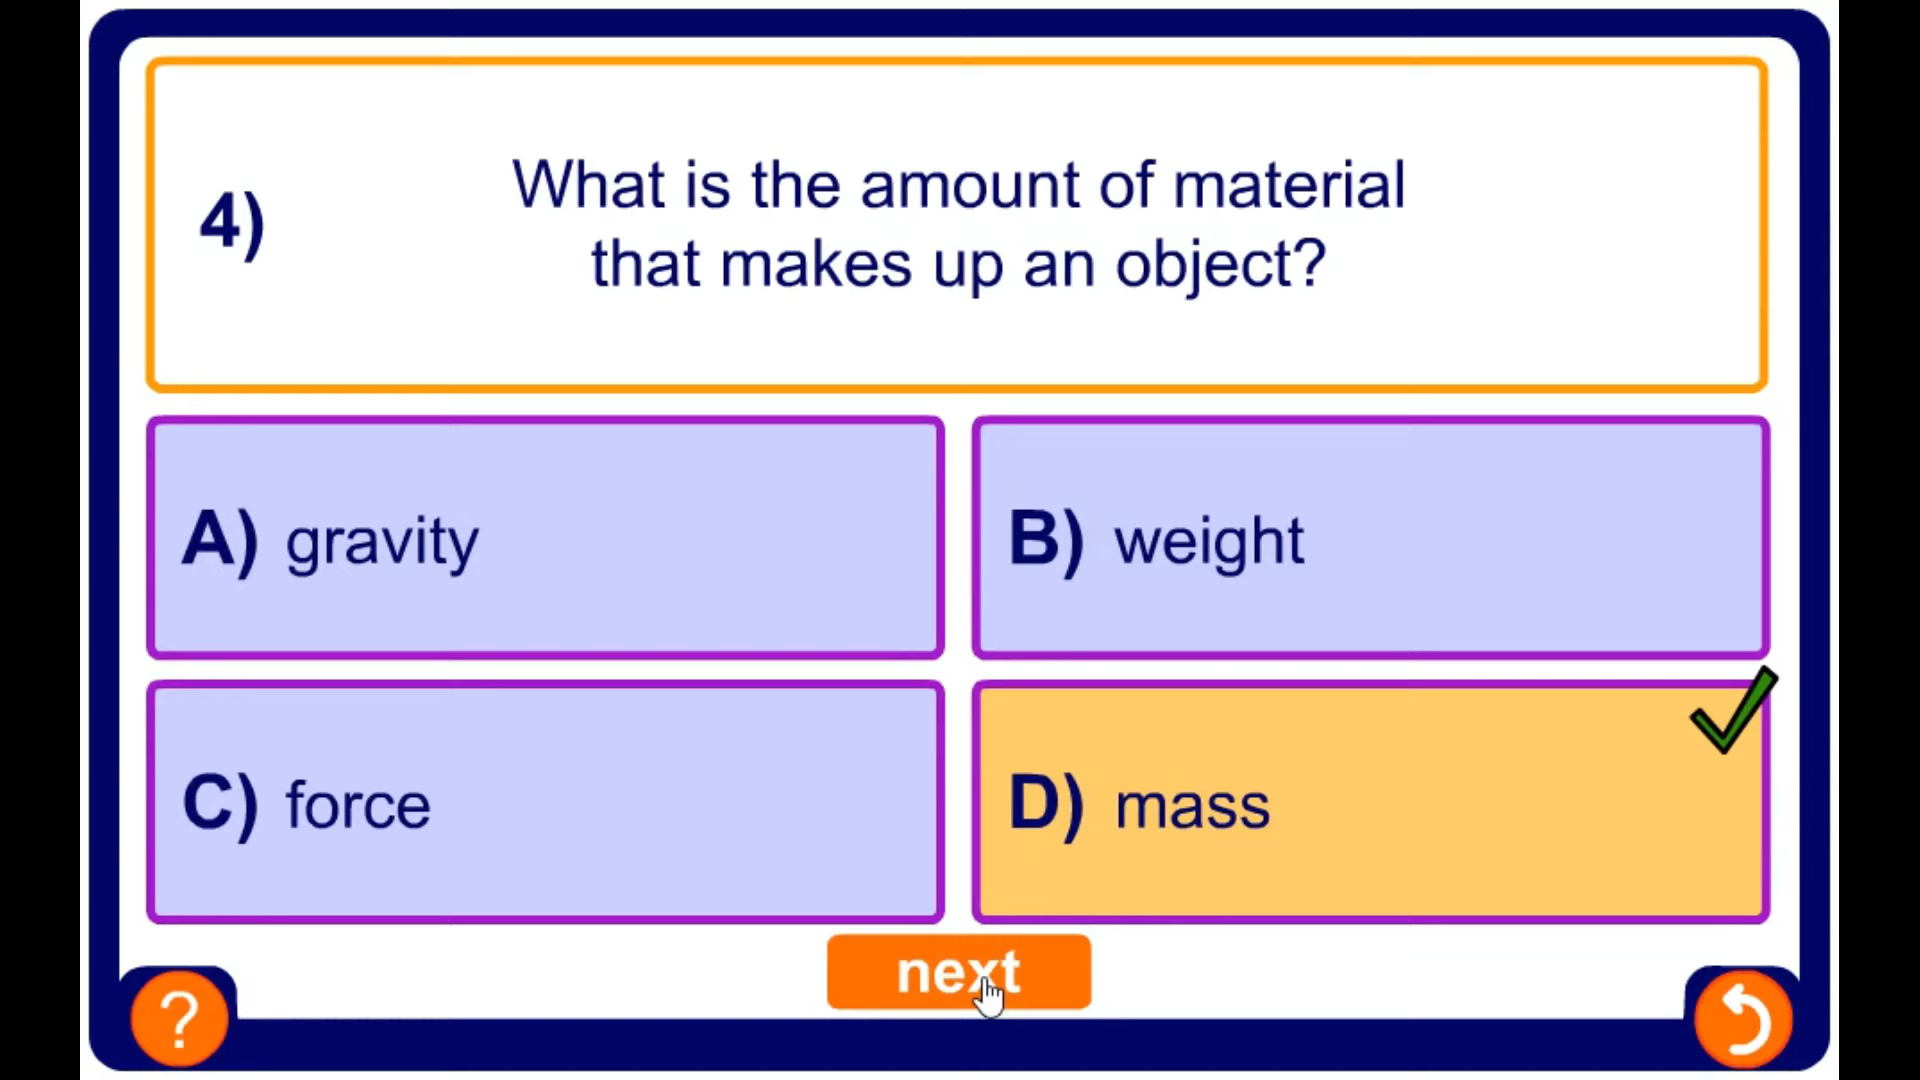 4)
What is the amount of material
that makes up an object?
A) gravity
B) weight
C) force
D) mass
next
?